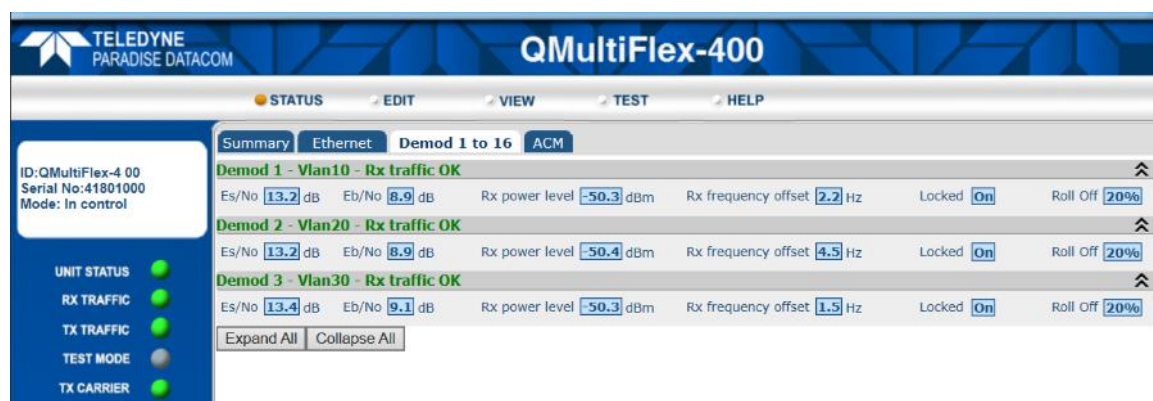 TELEDYNE
PARADISE DATACOM
QMultiFlex-400
STATUS EDIT VIEW TEST HELP
Summary Ethernet Demod 1 to 16 ACM
ID:QMultiFlex-4 00
Serial No:41801000
Mode: In control
Demod 1 - Vlan10 - Rx traffic OK
Es/No 13.2 dB Eb/No 8.9 dB Rx power level -50.3 dBm Rx frequency offset 2.2 Hz Locked On Roll Off 20%
Demod 2 - Vlan20 - Rx traffic OK
Es/No 13.2 dB Eb/No 8.9 dB Rx power level -50.4 dBm Rx frequency offset 4.5 Hz Locked On Roll Off 20%
Demod 3 - Vlan30 - Rx traffic OK
Es/No 13.4 dB Eb/No 9.1 dB Rx power level -50.3 dBm Rx frequency offset 1.5 Hz Locked On Roll Off 20%
Expand All Collapse All
UNIT STATUS
RX TRAFFIC
TX TRAFFIC
TEST MODE
TX CARRIER